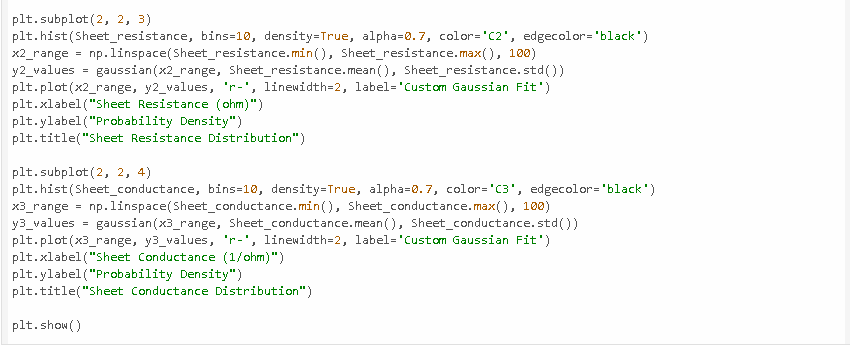 plt.subplot(2, 2, 3)
plt.hist(Sheet_resistance, bins=10, density=True, alpha=0.7, color='C2', edgecolor='black')
x2_range = np.linspace(Sheet_resistance.min(), Sheet_resistance.max(), 100)
y2_values = gaussian(x2_range, Sheet_resistance.mean(), Sheet_resistance.std())
plt.plot(x2_range, y2_values, 'r-', linewidth=2, label='Custom Gaussian Fit')
plt.xlabel("Sheet Resistance (ohm)")
plt.ylabel("Probability Density")
plt.title("Sheet Resistance Distribution")
plt.subplot(2, 2, 4)
plt.hist(Sheet_conductance, bins=10, density=True, alpha=0.7, color='C3', edgecolor='black')
x3_range = np.linspace(Sheet_conductance.min(), Sheet_conductance.max(), 100)
y3_values = gaussian(x3_range, Sheet_conductance.mean(), Sheet_conductance.std())
plt.plot(x3_range, y3_values, 'r-', linewidth=2, label='Custom Gaussian Fit')
plt.xlabel("Sheet Conductance (1/ohm)")
plt.ylabel("Probability Density")
plt.title("Sheet Conductance Distribution")
plt.show()